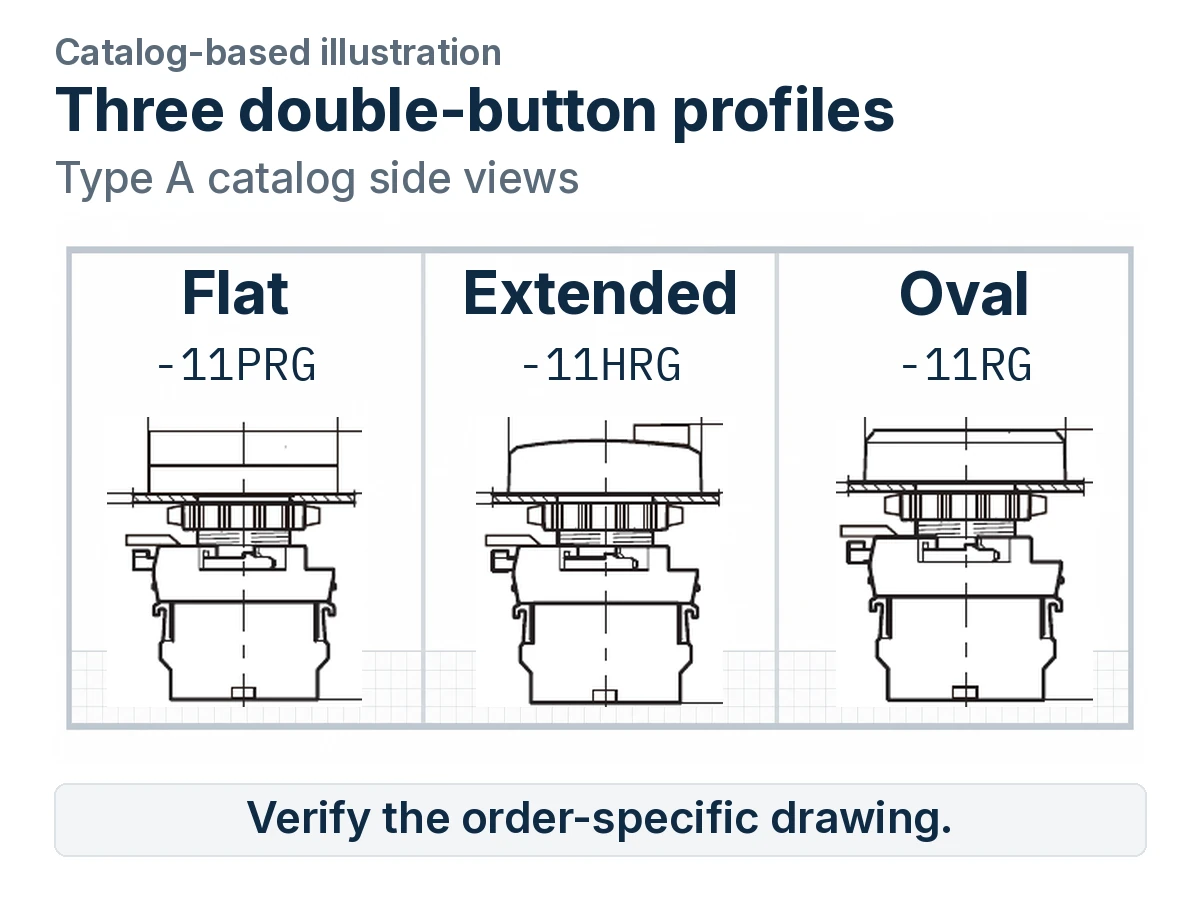 Catalog-based illustration
Three double-button profiles
Type A catalog side views
Flat
-11PRG
Extended
-11HRG
Oval
-11RG
Verify the order-specific drawing.